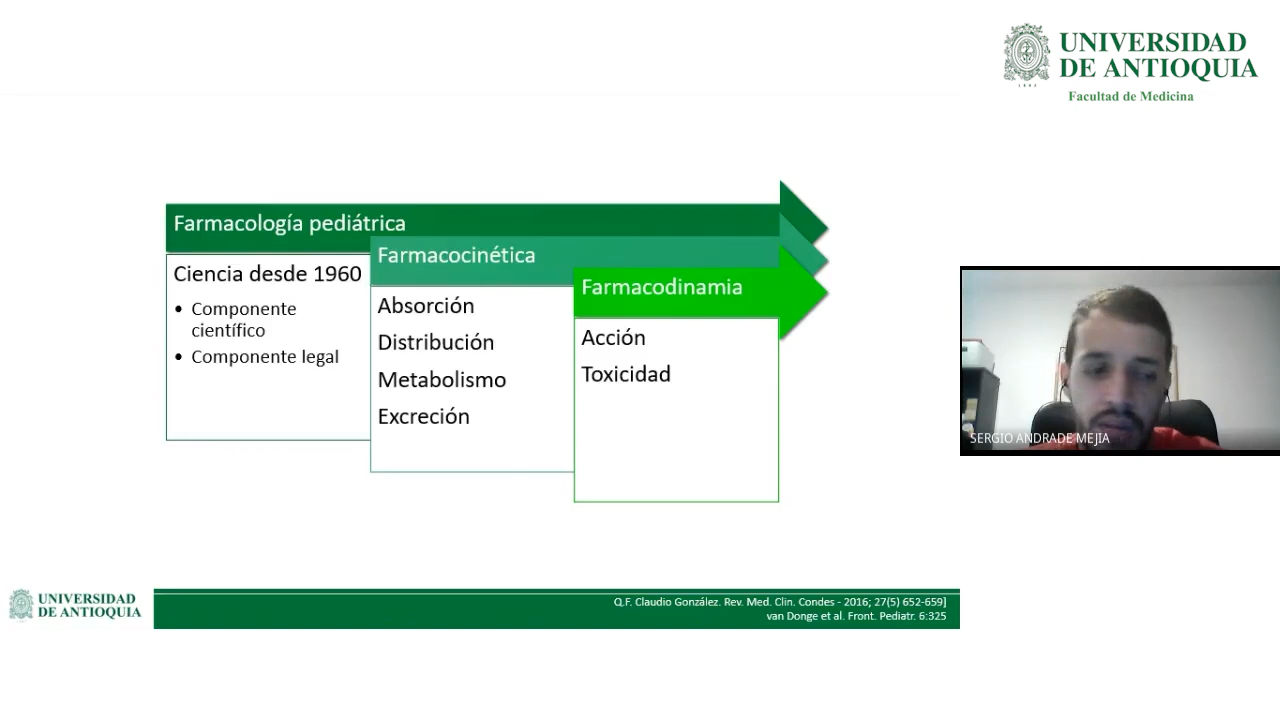 UNIVERSIDAD
DE ANTIOQUIA
Facultad de Medicina
Farmacología pediátrica
Ciencia desde 1960
• Componente
científico
• Componente legal
Farmacocinética
Absorción
Distribución
Metabolismo
Excreción
Farmacodinamia
Acción
Toxicidad
SERGIO ANDRADE MEJIA
UNIVERSIDAD
DE ANTIOQUIA
Q.F. Claudio González. Rev. Med. Clin. Condes - 2016; 27(5) 652-659]
van Donge et al. Front. Pediatr. 6:325